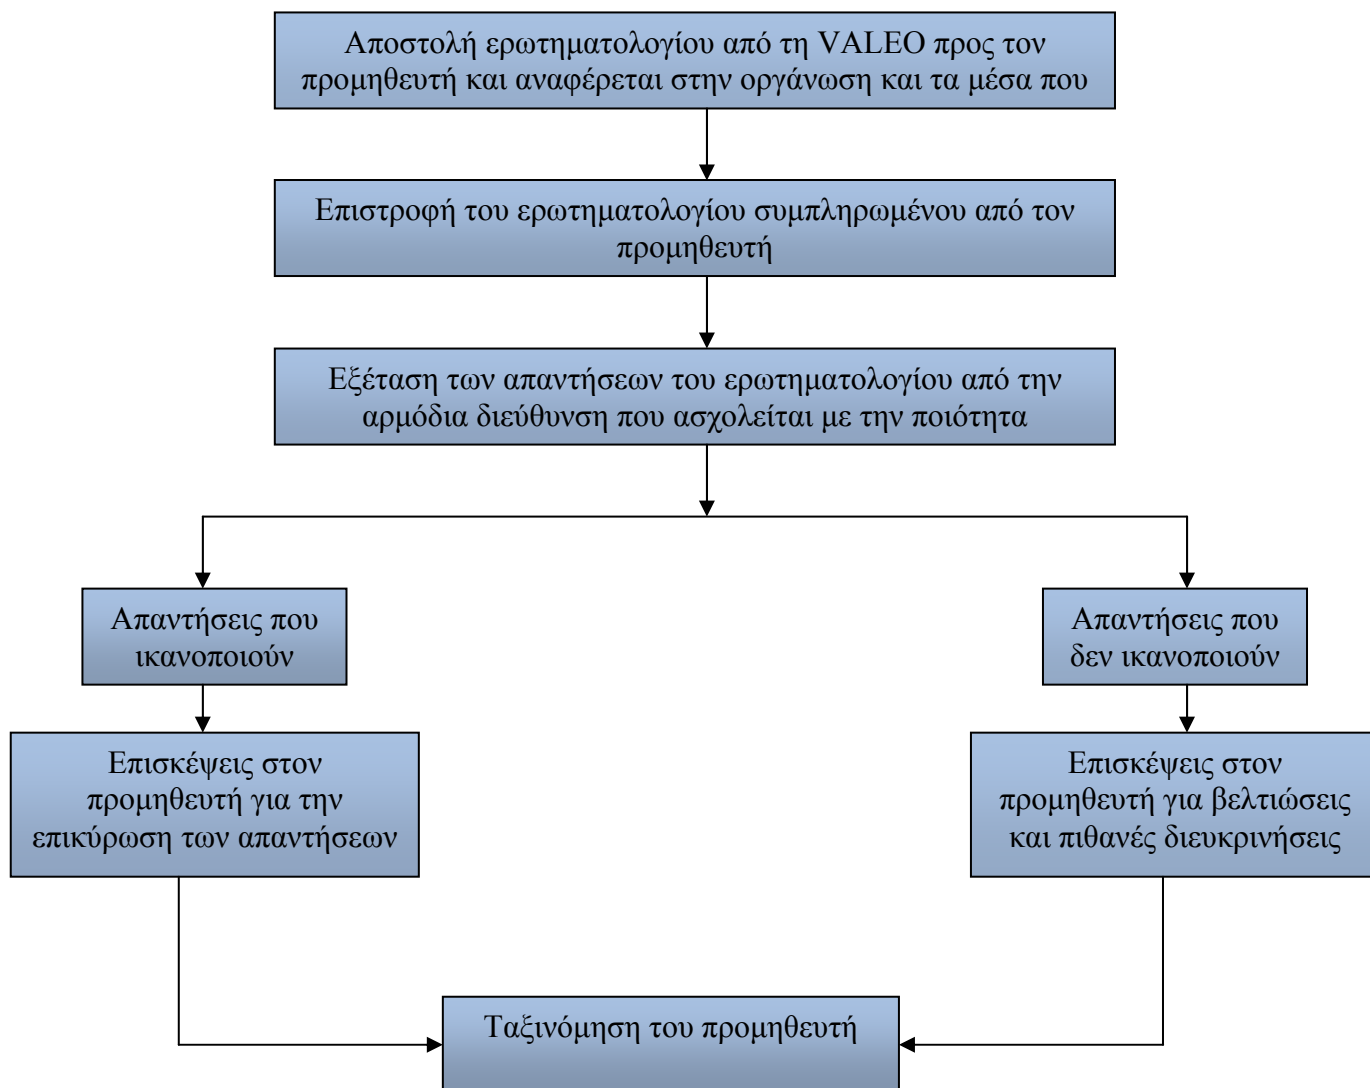 Αποστολή ερωτηματολογίου από τη VALEO προς τον
προμηθευτή και αναφέρεται στην οργάνωση και τα μέσα που
Επιστροφή του ερωτηματολογίου συμπληρωμένου από τον
προμηθευτή
Εξέταση των απαντήσεων του ερωτηματολογίου από την
αρμόδια διεύθυνση που ασχολείται με την ποιότητα
Απαντήσεις που
ικανοποιούν
Απαντήσεις που
δεν ικανοποιούν
Επισκέψεις στον
προμηθευτή για την
επικύρωση των απαντήσεων
Επισκέψεις στον
προμηθευτή για βελτιώσεις
και πιθανές διευκρινήσεις
Ταξινόμηση του προμηθευτή